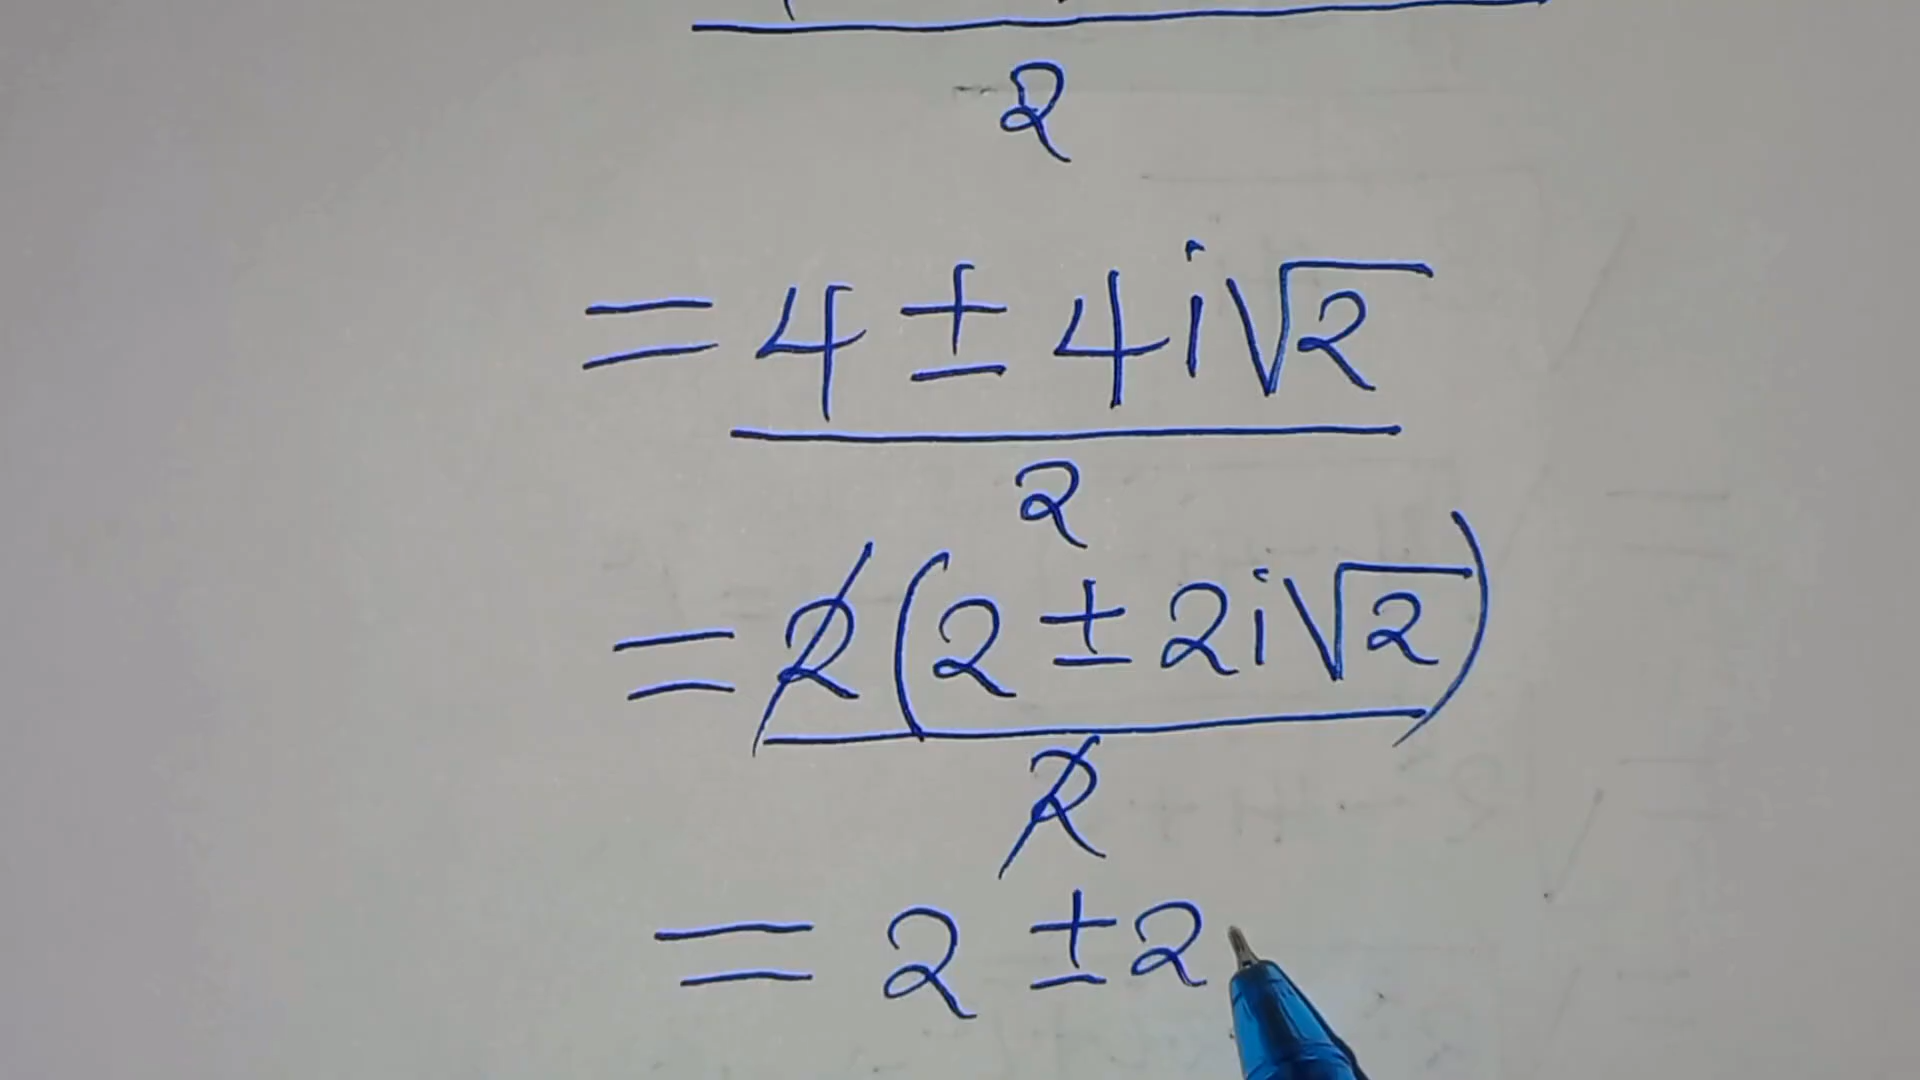 2
= 4 ± 4i√2
2
= 2(2 ± 2i√2)
2
= 2 ± 2